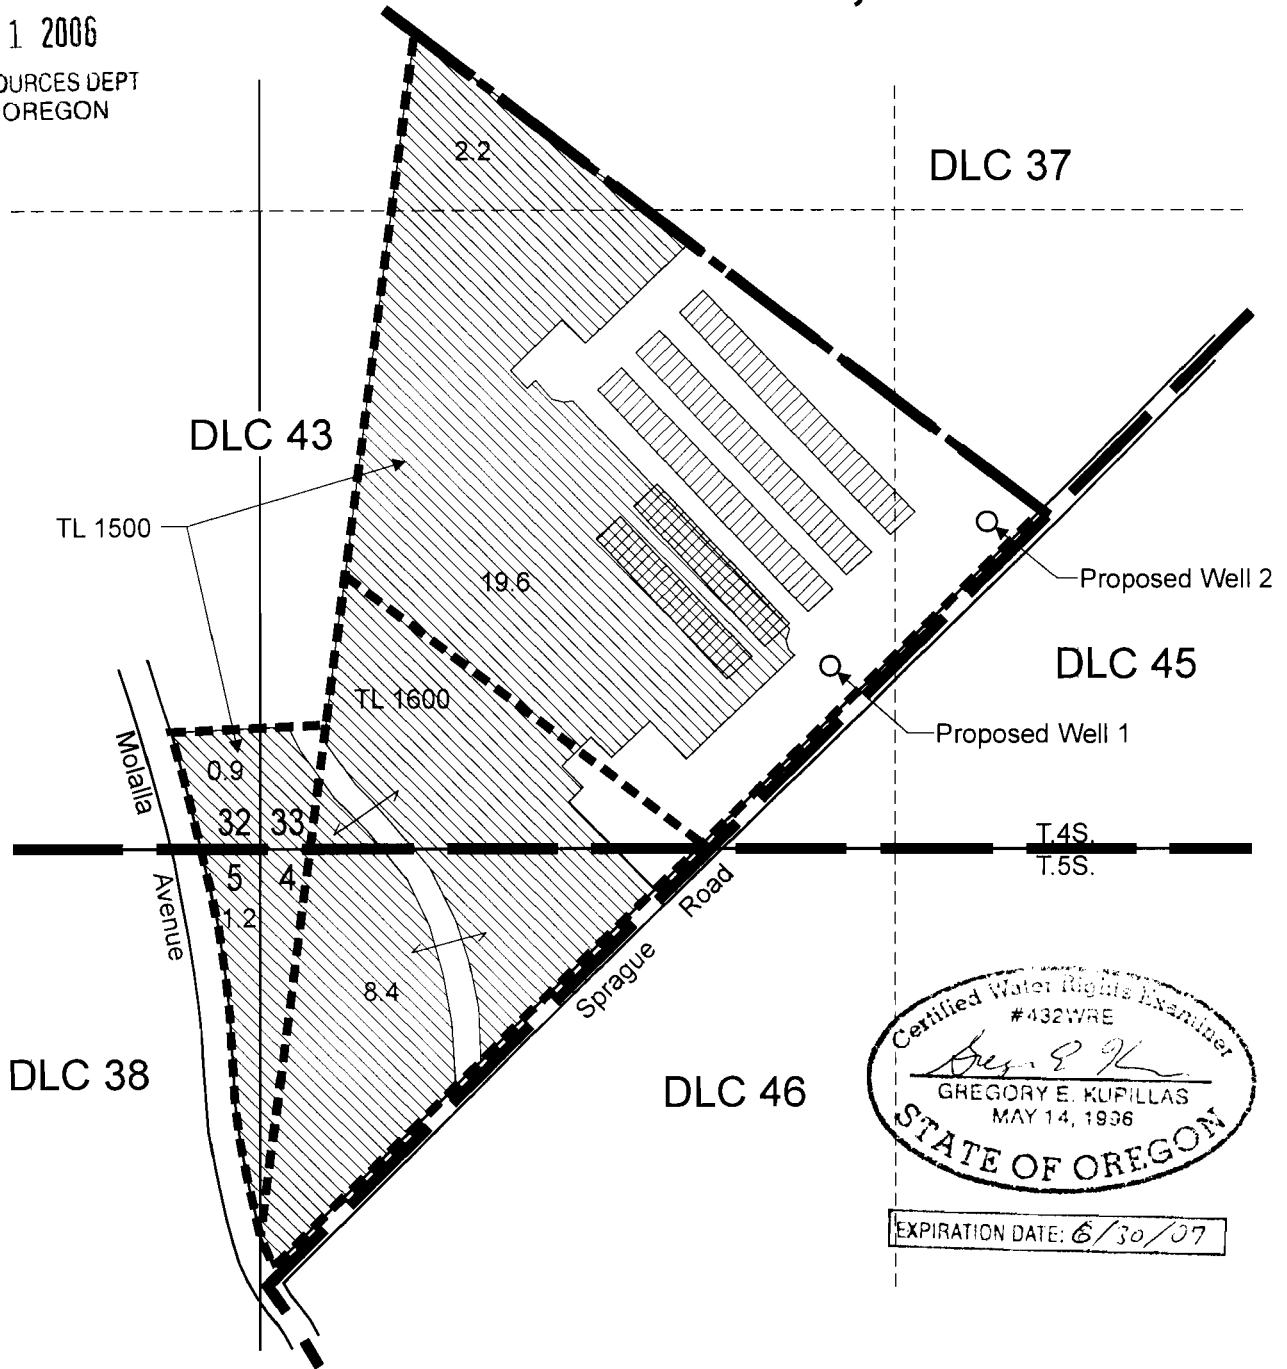 1 2006
OURCES DEPT
OREGON
2.2
DLC 37
DLC 43
TL 1500
19.6
Proposed Well 2
DLC 45
TL 1600
Proposed Well 1
Molalla
Avenue
0.9
32 33
5 4
1.2
T.4S.
T.5S.
Sprague Road
8.4
DLC 38
DLC 46
Certified Water Rights Examiner
#432WRE
GREGORY E. KUPILLAS
MAY 14, 1996
STATE OF OREGON
EXPIRATION DATE: 6/30/07